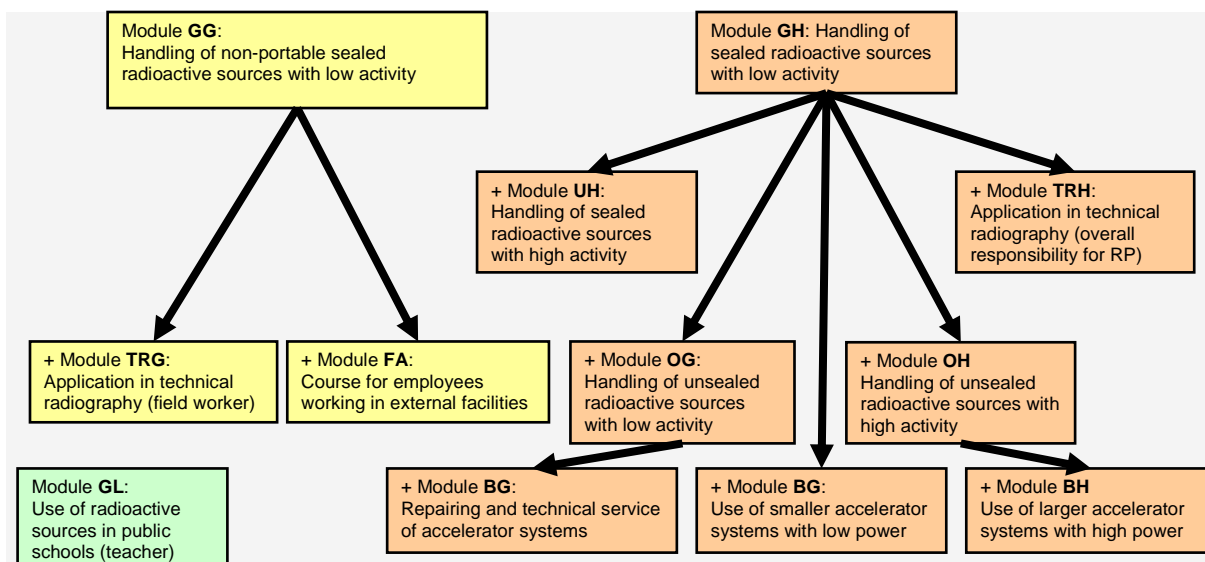 Module GG:
Handling of non-portable sealed
radioactive sources with low activity
Module GH: Handling of
sealed radioactive sources
with low activity
+ Module UH:
Handling of sealed
radioactive sources
with high activity
+ Module TRH:
Application in technical
radiography (overall
responsibility for RP)
+ Module TRG:
Application in technical
radiography (field worker)
+ Module FA:
Course for employees
working in external facilities
+ Module OG:
Handling of unsealed
radioactive sources
with low activity
+ Module OH
Handling of unsealed
radioactive sources with
high activity
Module GL:
Use of radioactive
sources in public
schools (teacher)
+ Module BG:
Repairing and technical service
of accelerator systems
+ Module BG:
Use of smaller accelerator
systems with low power
+ Module BH
Use of larger accelerator
systems with high power